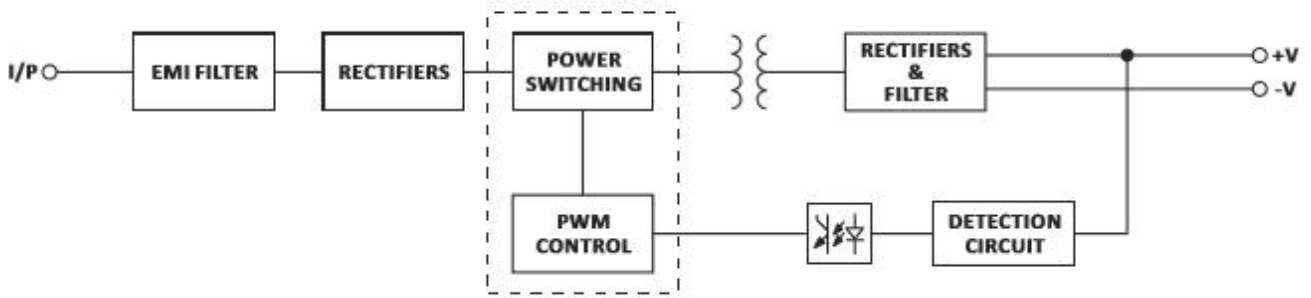 I/P
EMI FILTER
RECTIFIERS
POWER
SWITCHING
RECTIFIERS
&
FILTER
+V
-V
PWM
CONTROL
DETECTION
CIRCUIT